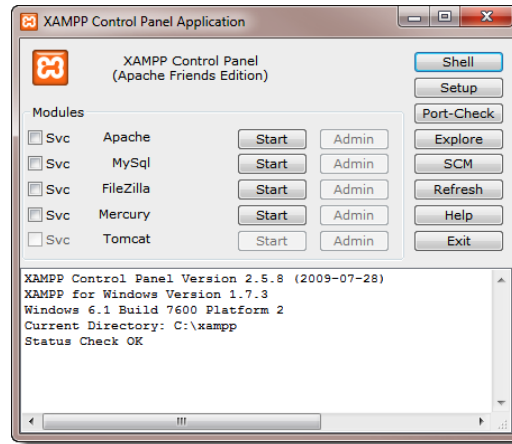 XAMPP Control Panel Application
XAMPP Control Panel
(Apache Friends Edition)
Shell
Setup
Port-Check
Modules
Svc Apache Start Admin Explore
Svc MySql Start Admin SCM
Svc FileZilla Start Admin Refresh
Svc Mercury Start Admin Help
Svc Tomcat Start Admin Exit
XAMPP Control Panel Version 2.5.8 (2009-07-28)
XAMPP for Windows Version 1.7.3
Windows 6.1 Build 7600 Platform 2
Current Directory: C:\xampp
Status Check OK